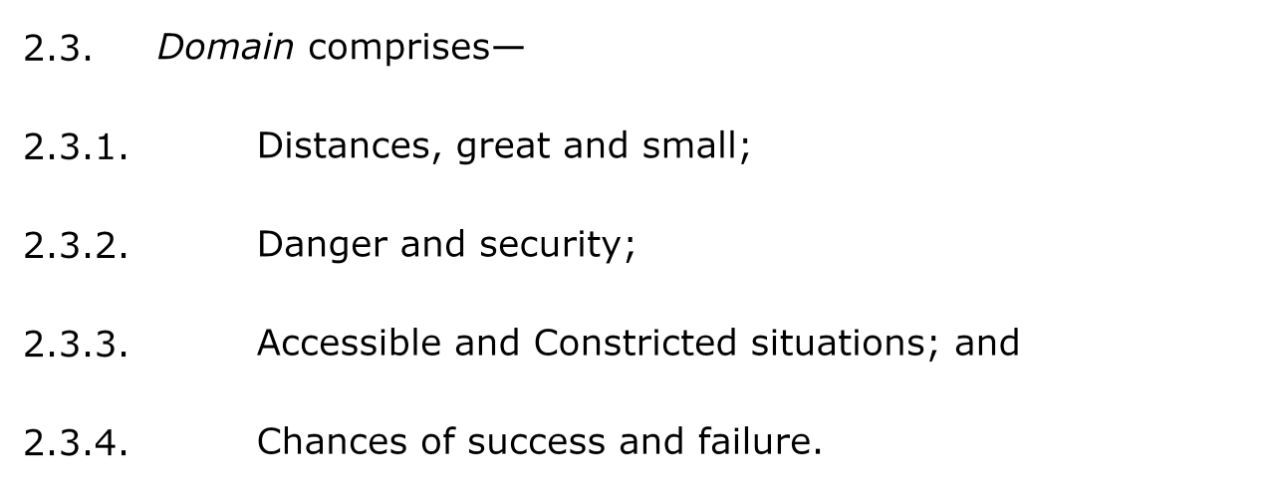 2.3. Domain comprises—
2.3.1. Distances, great and small;
2.3.2. Danger and security;
2.3.3. Accessible and Constricted situations; and
2.3.4. Chances of success and failure.